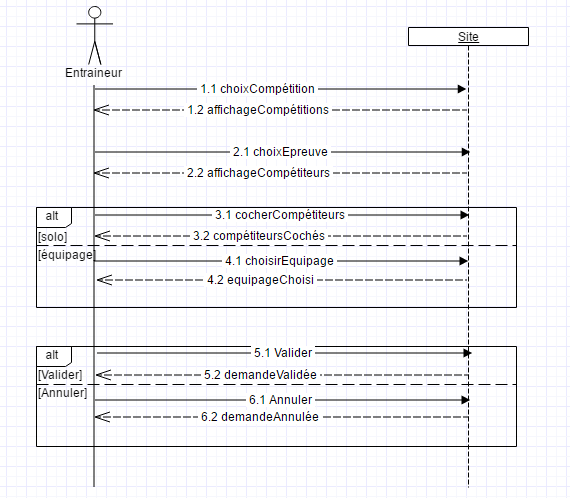 Entraineur
Site
1.1 choixCompétition
1.2 affichageCompétitions
2.1 choixEpreuve
2.2 affichageCompétiteurs
alt
3.1 cocherCompétiteurs
[solo]
3.2 compétiteursCochés
[équipage]
4.1 choisirEquipage
4.2 equipageChoisi
alt
5.1 Valider
[Valider]
5.2 demandeValidée
[Annuler]
6.1 Annuler
6.2 demandeAnnulée